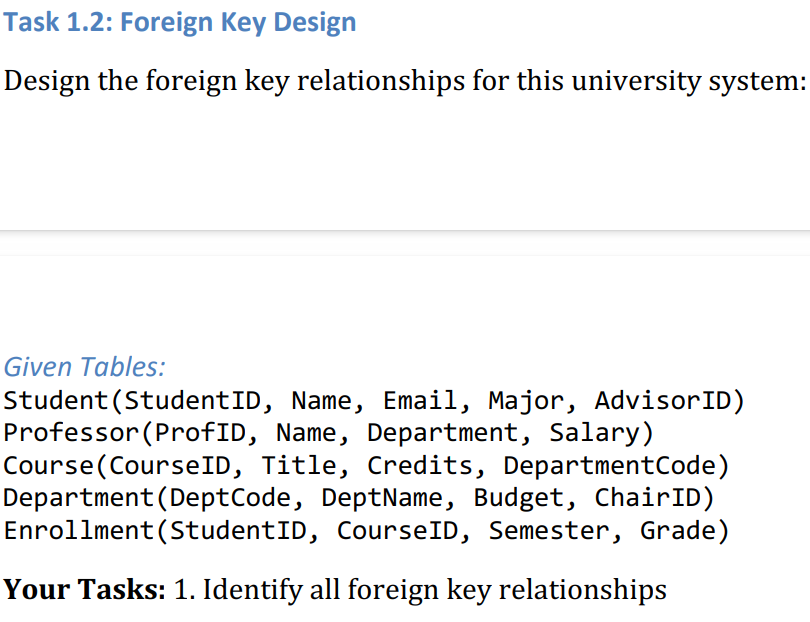 Task 1.2: Foreign Key Design
Design the foreign key relationships for this university system:
Given Tables:
Student(StudentID, Name, Email, Major, AdvisorID)
Professor(ProfID, Name, Department, Salary)
Course(CourseID, Title, Credits, DepartmentCode)
Department(DeptCode, DeptName, Budget, ChairID)
Enrollment(StudentID, CourseID, Semester, Grade)
Your Tasks: 1. Identify all foreign key relationships